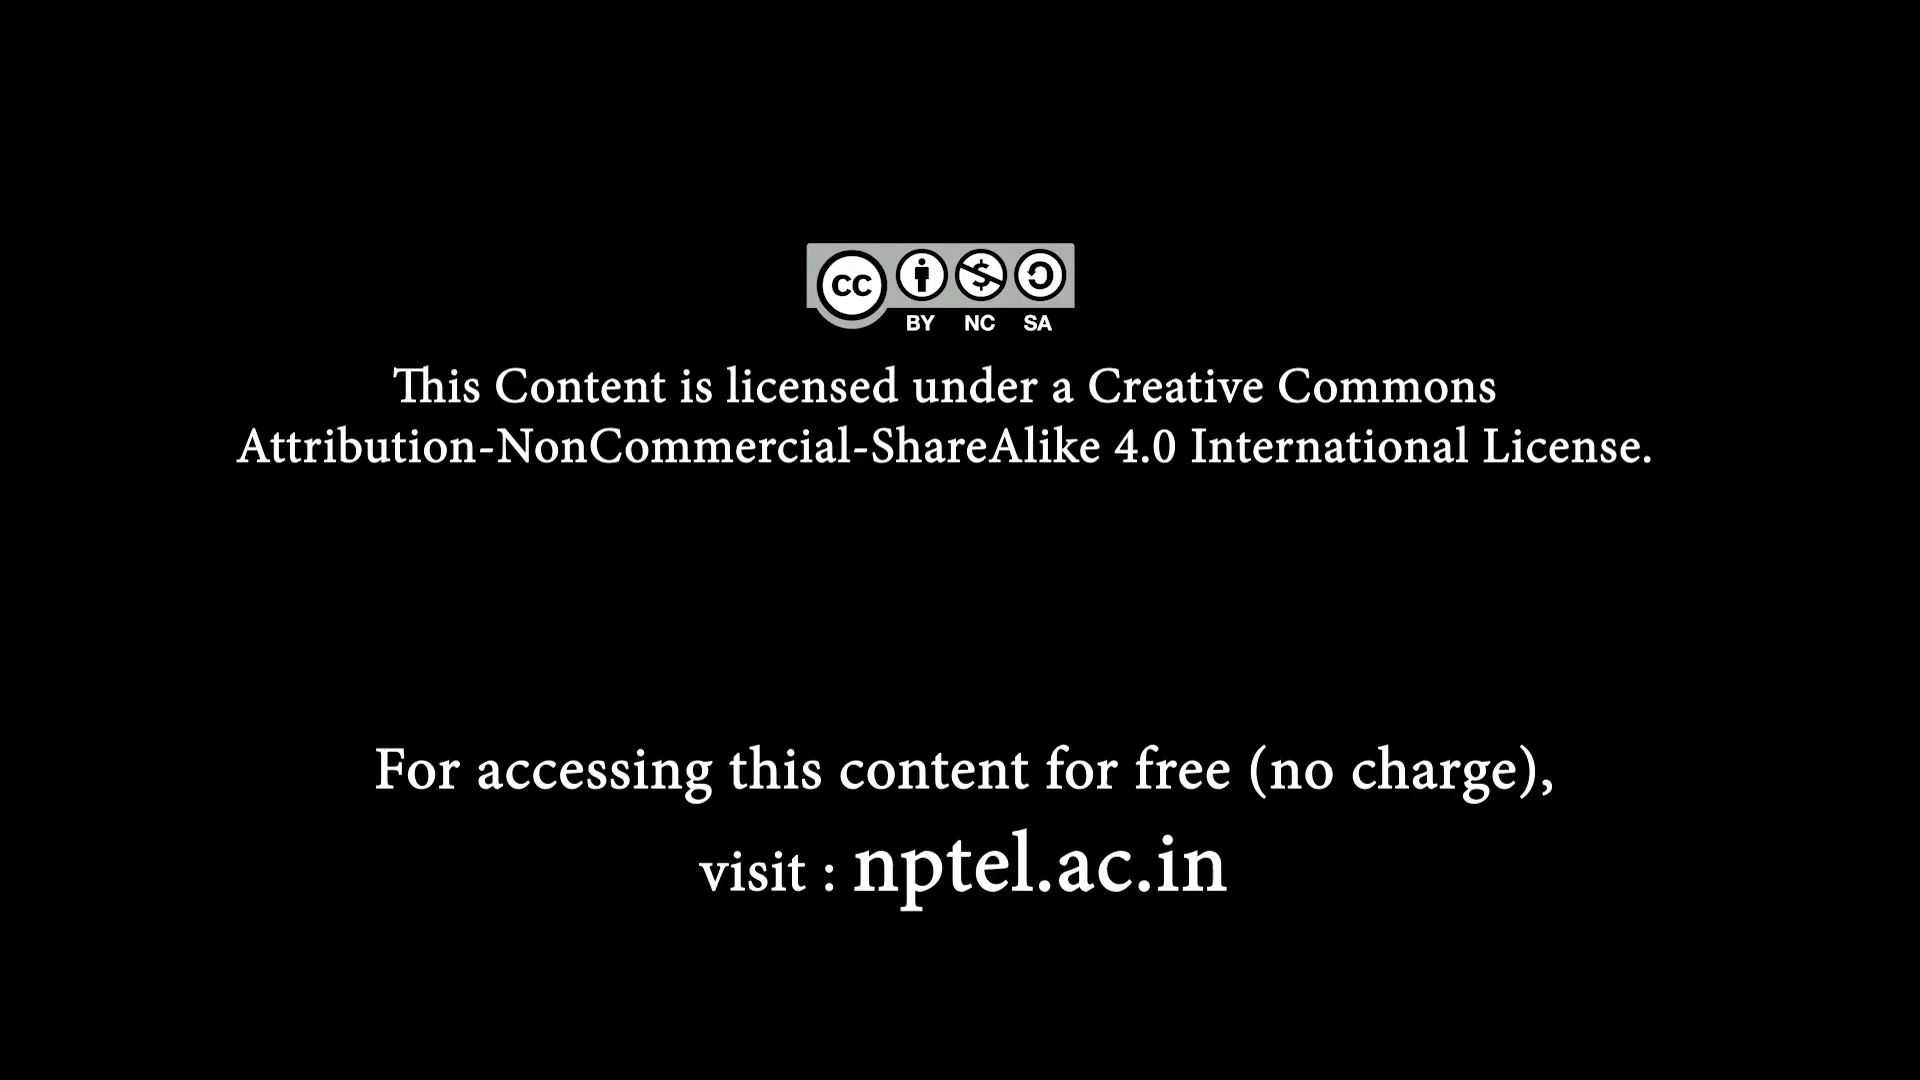 cc
BY NC SA
This Content is licensed under a Creative Commons
Attribution-NonCommercial-ShareAlike 4.0 International License.
For accessing this content for free (no charge),
visit : nptel.ac.in